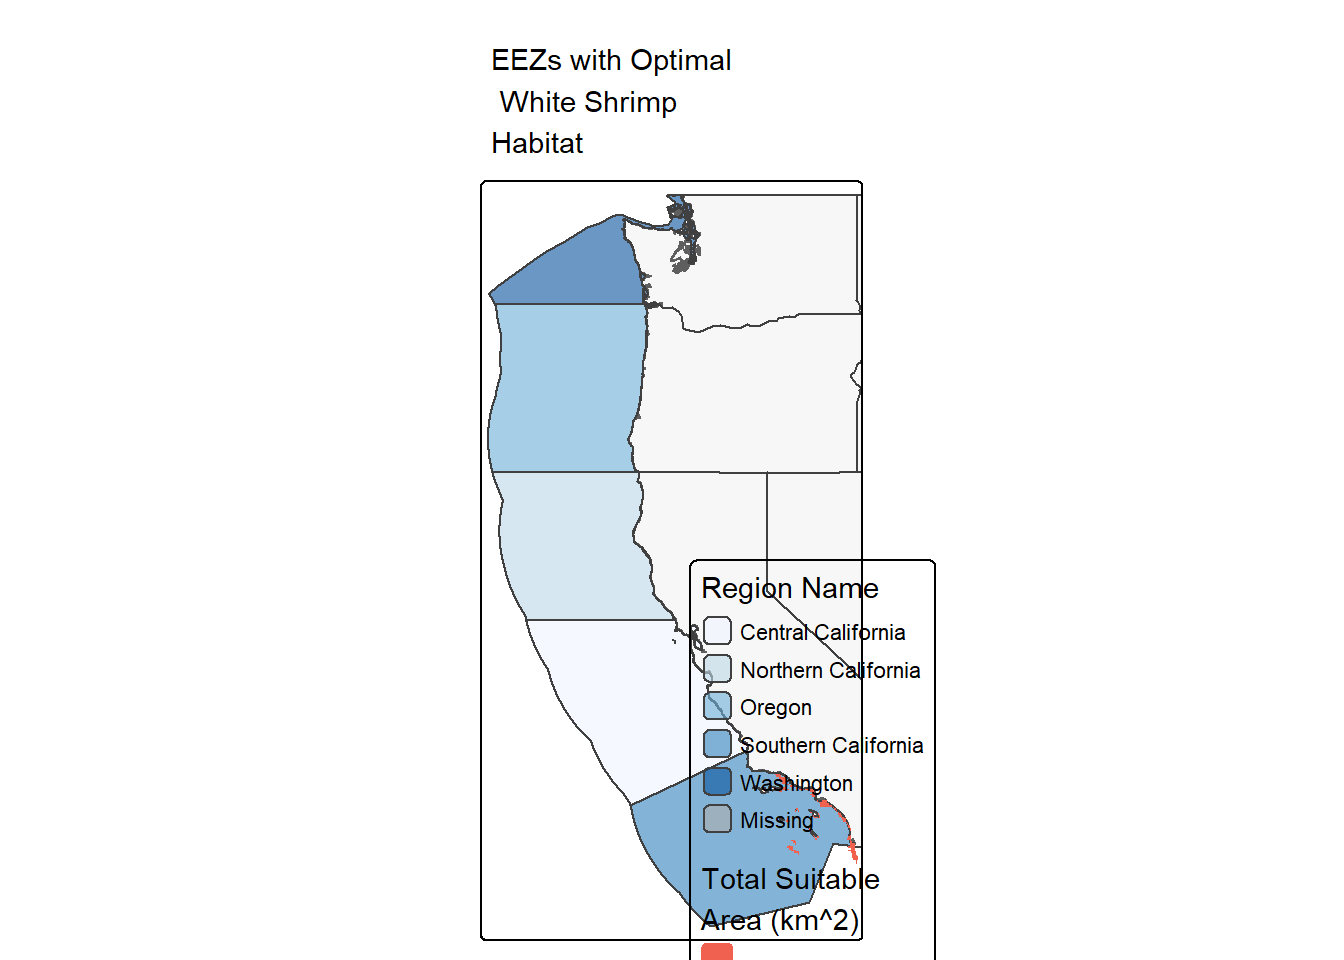 EEZs with Optimal
White Shrimp
Habitat
Region Name
Central California
Northern California
Oregon
Southern California
Washington
Missing
Total Suitable
Area (km^2)